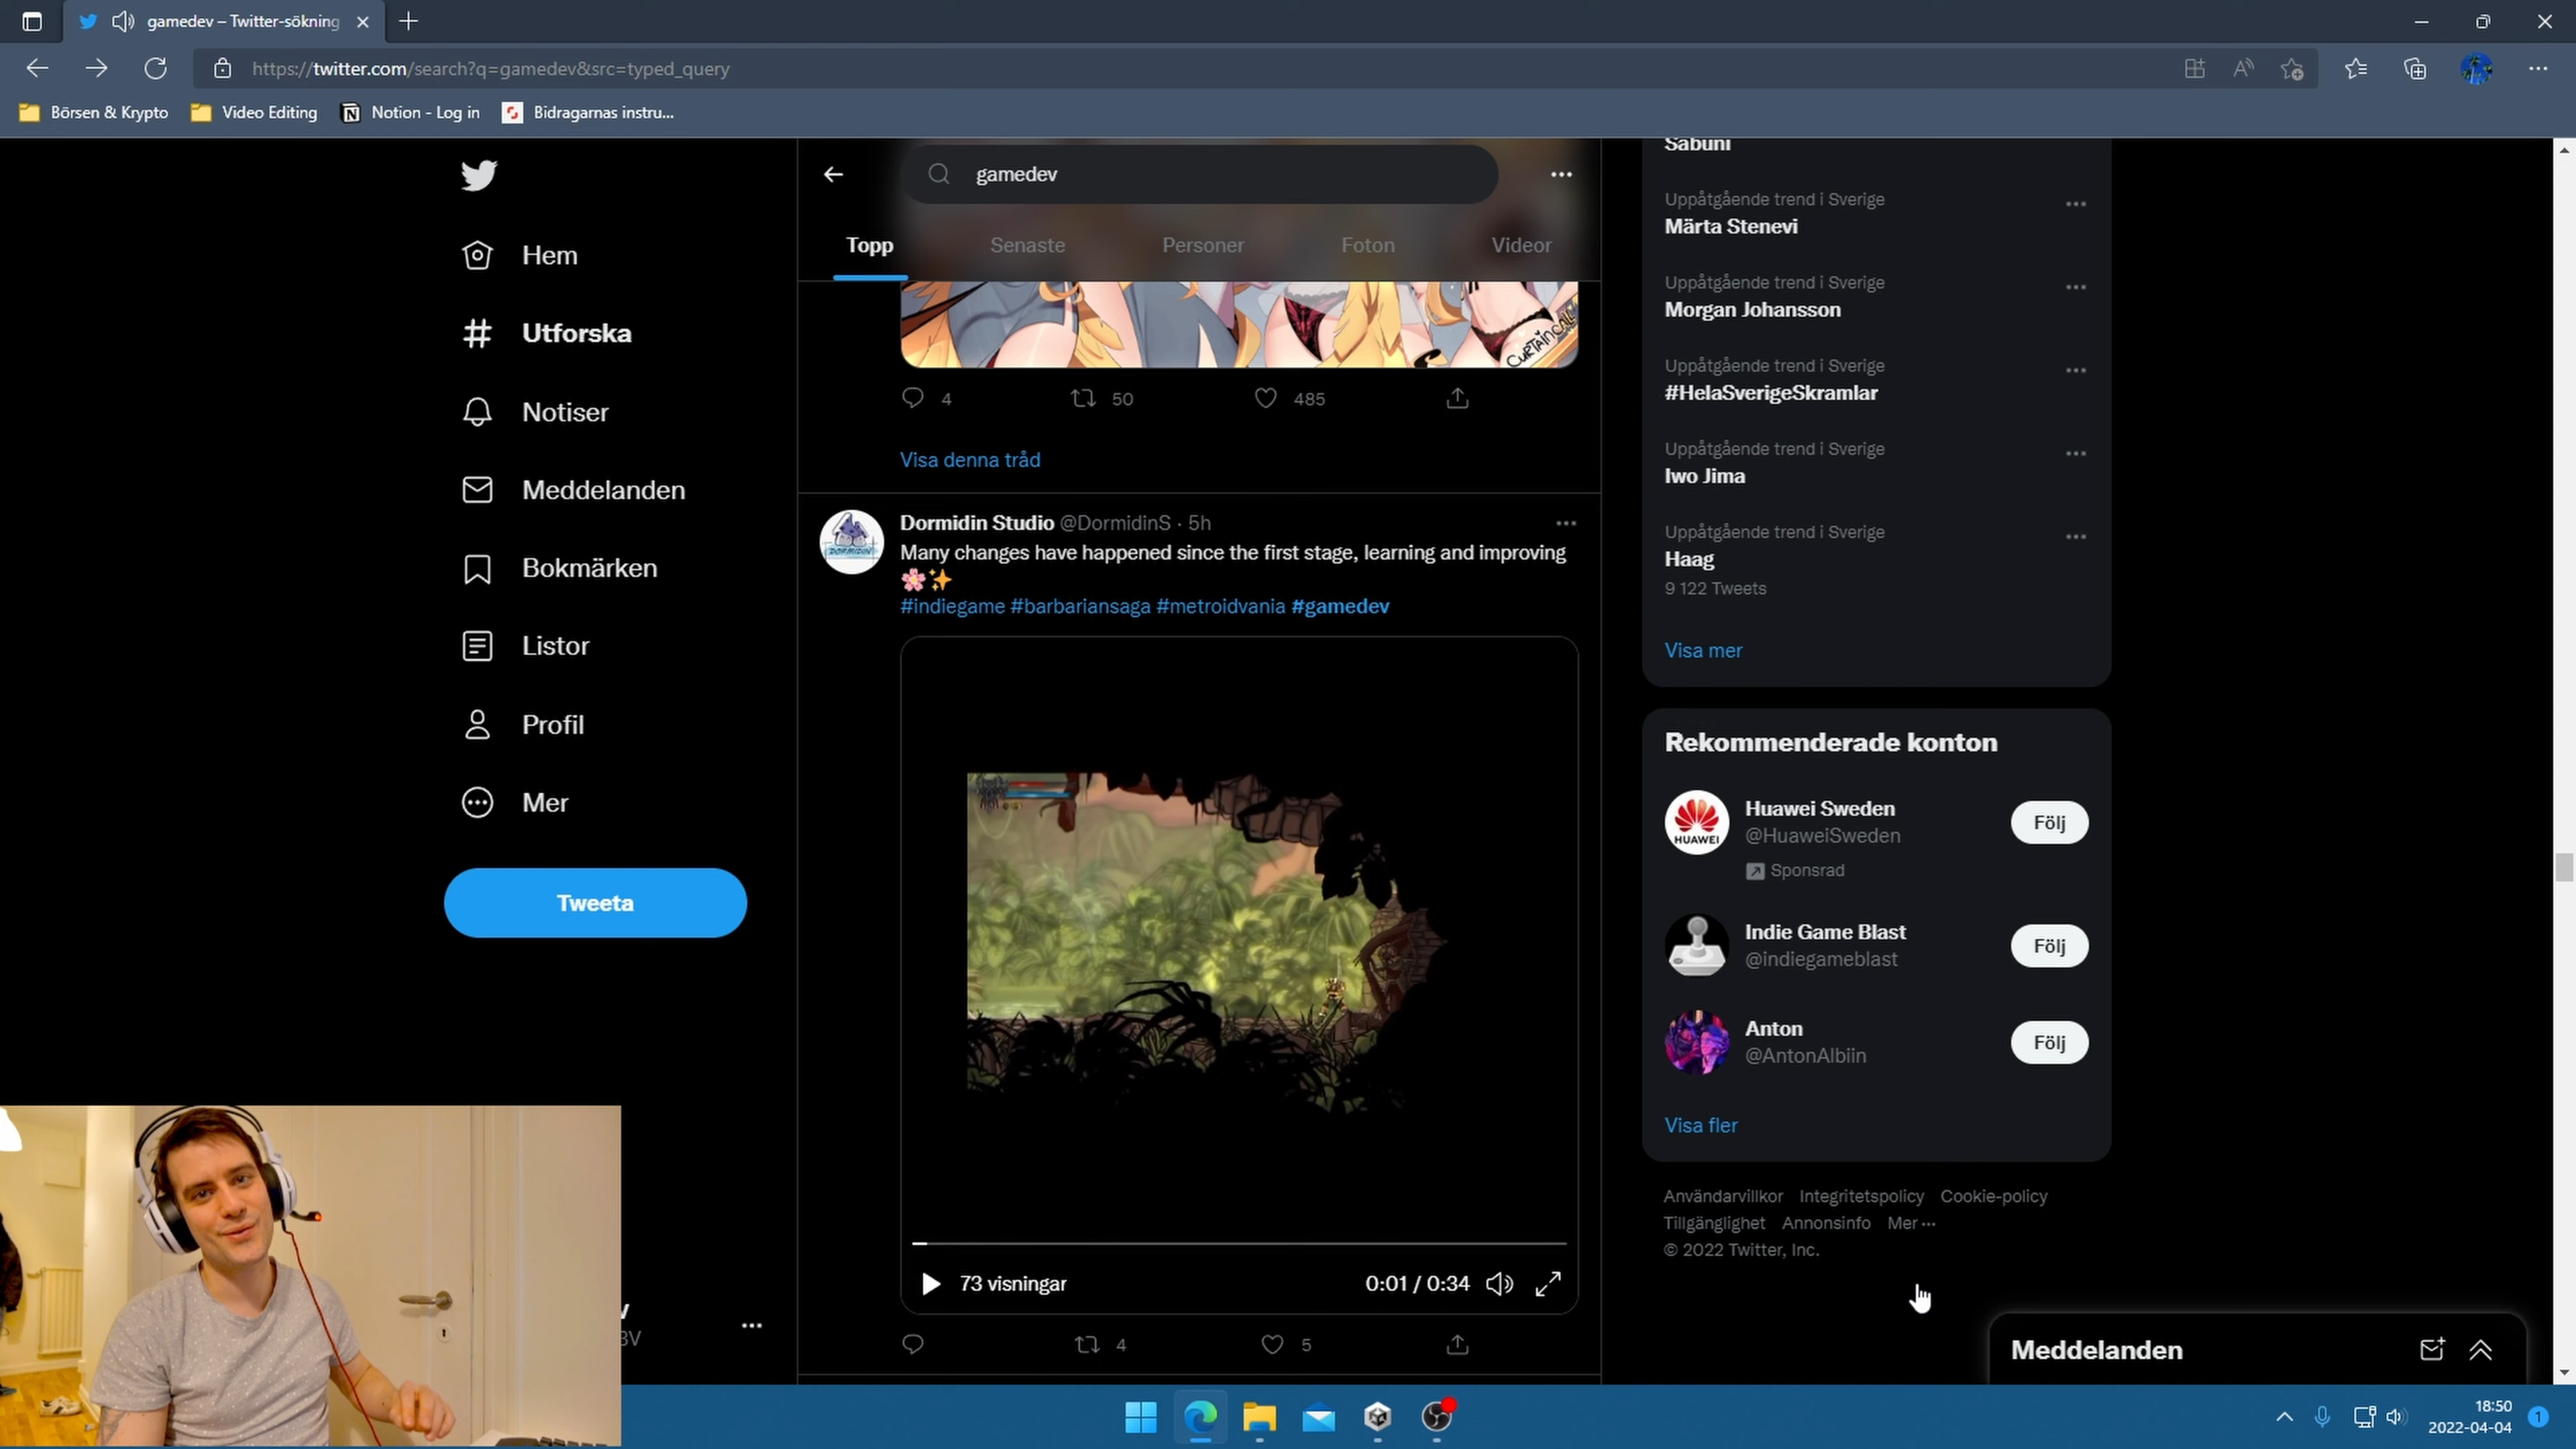 gamedev – Twitter-sökning
https://twitter.com/search?q=gamedev&src=typed_query
Börsen & Krypto
Video Editing
Notion - Log in
Bidragarnas instru...
Hem
Utforska
Notiser
Meddelanden
Bokmärken
Listor
Profil
Mer
Tweeta
gamedev
Topp
Senaste
Personer
Foton
Videor
CURTAINCALL
4
50
485
Visa denna tråd
Dormidin Studio @DormidinS · 5h
Many changes have happened since the first stage, learning and improving
🌸✨
#indiegame #barbariansaga #metroidvania #gamedev
DORMIDIN
73 visningar
0:01 / 0:34
4
5
Sabuni
Uppåtgående trend i Sverige
Märta Stenevi
Uppåtgående trend i Sverige
Morgan Johansson
Uppåtgående trend i Sverige
#HelaSverigeSkramlar
Uppåtgående trend i Sverige
Iwo Jima
Uppåtgående trend i Sverige
Haag
9 122 Tweets
Visa mer
Rekommenderade konton
HUAWEI
Huawei Sweden
@HuaweiSweden
Sponsrad
Följ
Indie Game Blast
@indiegameblast
Följ
Anton
@AntonAlbiin
Följ
Visa fler
Användarvillkor Integritetspolicy Cookie-policy
Tillgänglighet Annonsinfo Mer ···
© 2022 Twitter, Inc.
Meddelanden
3V
18:50
2022-04-04
1